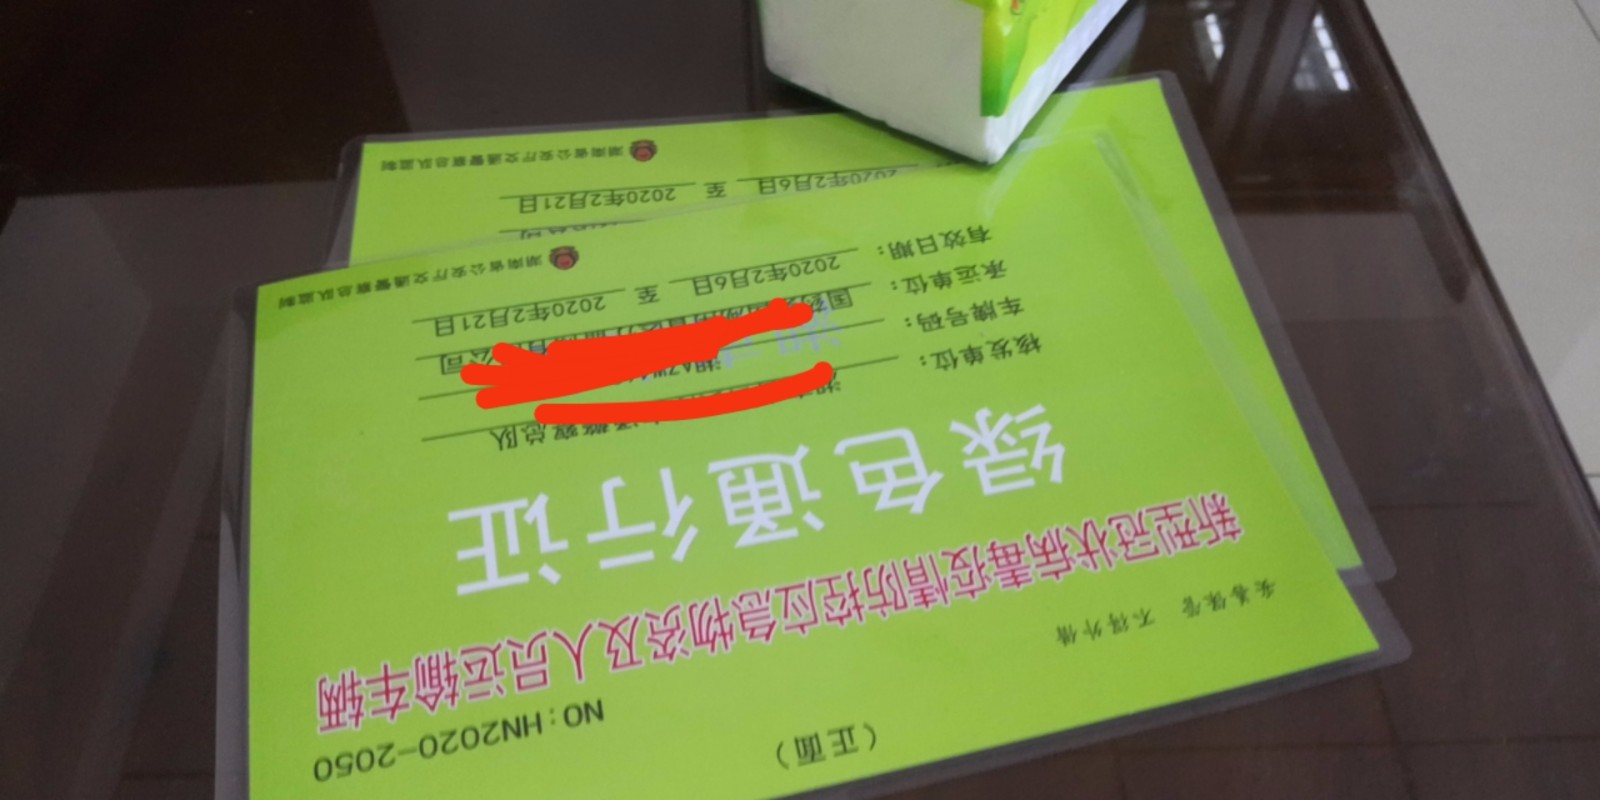 （正面）
NO:HN2020-2050
妥善保管 不得外借
新型冠状病毒疫情防控应急物资及人员运输车辆
绿色通行证
核发单位： 总队
车牌号码：
承运单位： 国 公司
有效日期： 2020年2月6日 至 2020年2月21日
湖南省公安厅交通警察总队监制
2020年2月6日 至 2020年2月21日
湖南省公安厅交通警察总队监制